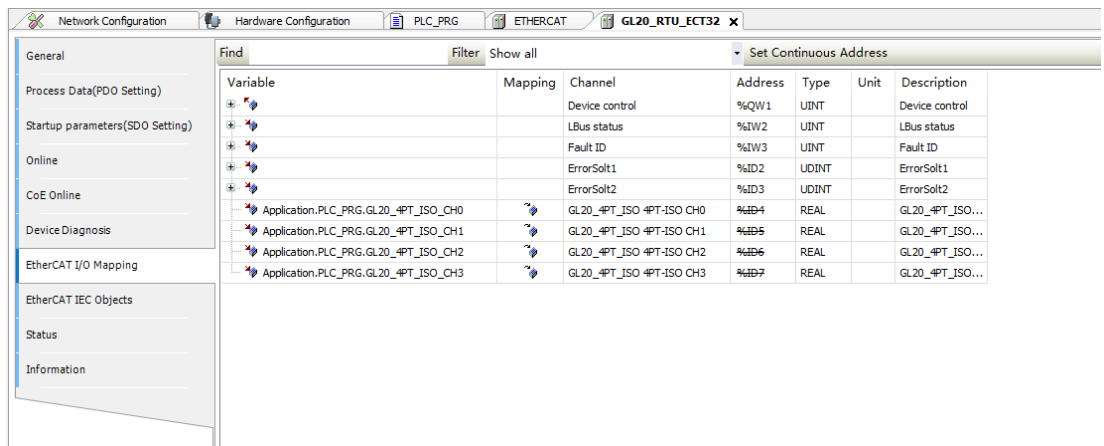 Network Configuration Hardware Configuration PLC_PRG ETHERCAT GL20_RTU_ECT32 x
General
Process Data(PDO Setting)
Startup parameters(SDO Setting)
Online
CoE Online
Device Diagnosis
EtherCAT I/O Mapping
EtherCAT IEC Objects
Status
Information
Find Filter Show all Set Continuous Address
Variable Mapping Channel Address Type Unit Description
Device control %QW1 UINT Device control
LBus status %IW2 UINT LBus status
Fault ID %IW3 UINT Fault ID
ErrorSolt1 %ID2 UDINT ErrorSolt1
ErrorSolt2 %ID3 UDINT ErrorSolt2
Application.PLC_PRG.GL20_4PT_ISO_CH0 GL20_4PT_ISO 4PT-ISO CH0 %ID4 REAL GL20_4PT_ISO...
Application.PLC_PRG.GL20_4PT_ISO_CH1 GL20_4PT_ISO 4PT-ISO CH1 %ID5 REAL GL20_4PT_ISO...
Application.PLC_PRG.GL20_4PT_ISO_CH2 GL20_4PT_ISO 4PT-ISO CH2 %ID6 REAL GL20_4PT_ISO...
Application.PLC_PRG.GL20_4PT_ISO_CH3 GL20_4PT_ISO 4PT-ISO CH3 %ID7 REAL GL20_4PT_ISO...